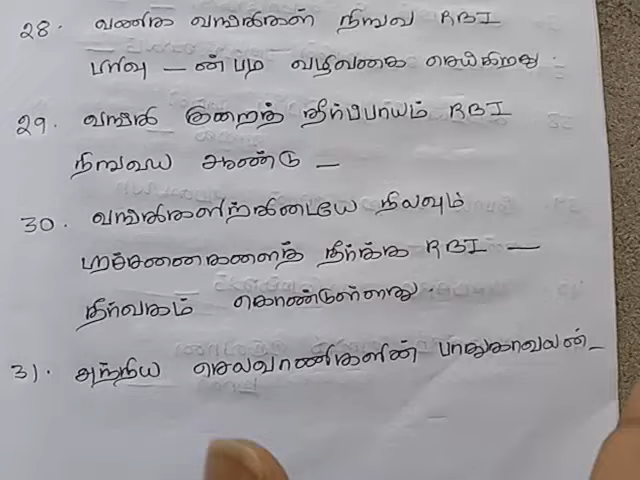 28. வணிக வங்கிகள் நிறுவ RBI
பிரிவு _ ன்படி வழிவகை செய்கிறது.
29. வங்கி குறைத் தீர்ப்பாயம் RBI
நிறுவிய ஆண்டு _
30. வங்கிகளிற்கிடையே நிலவும்
பிரச்சனைகளைத் தீர்க்க RBI _
தீர்வகம் கொண்டுள்ளது.
31. அந்நிய செலவாணிகளின் பாதுகாவலன் _